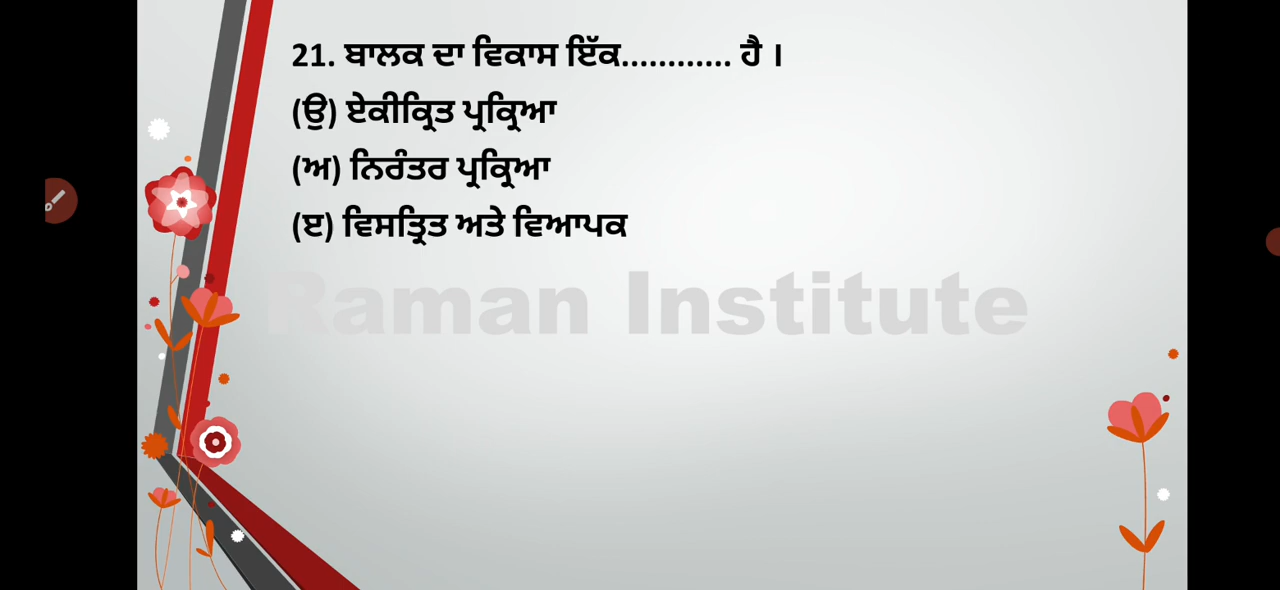 21. ਬਾਲਕ ਦਾ ਵਿਕਾਸ ਇੱਕ............ ਹੈ ।
(ੳ) ਏਕੀਕ੍ਰਿਤ ਪ੍ਰਕ੍ਰਿਆ
(ਅ) ਨਿਰੰਤਰ ਪ੍ਰਕ੍ਰਿਆ
(ੲ) ਵਿਸਤ੍ਰਿਤ ਅਤੇ ਵਿਆਪਕ
Raman Institute